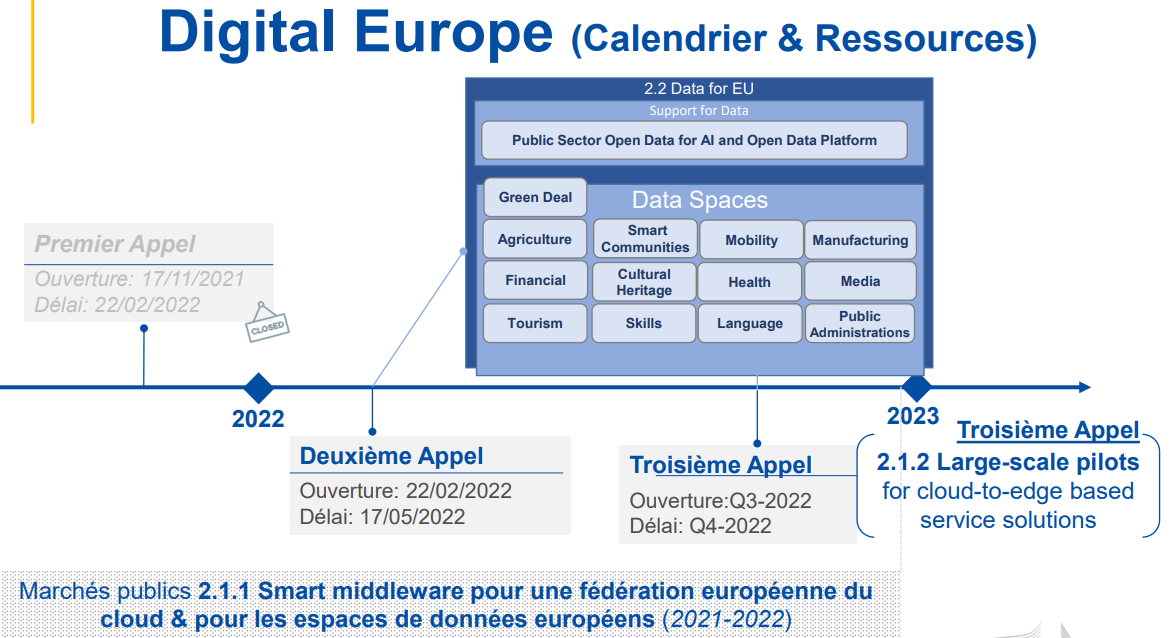 Digital Europe (Calendrier & Ressources)
2.2 Data for EU
Support for Data
Public Sector Open Data for AI and Open Data Platform
Data Spaces
Green Deal
Agriculture
Smart
Communities
Mobility
Manufacturing
Financial
Cultural
Heritage
Health
Media
Tourism
Skills
Language
Public
Administrations
Premier Appel
Ouverture: 17/11/2021
Délai: 22/02/2022
CLOSED
2022
2023
Deuxième Appel
Ouverture: 22/02/2022
Délai: 17/05/2022
Troisième Appel
Ouverture:Q3-2022
Délai: Q4-2022
Troisième Appel
2.1.2 Large-scale pilots
for cloud-to-edge based
service solutions
Marchés publics 2.1.1 Smart middleware pour une fédération européenne du
cloud & pour les espaces de données européens (2021-2022)